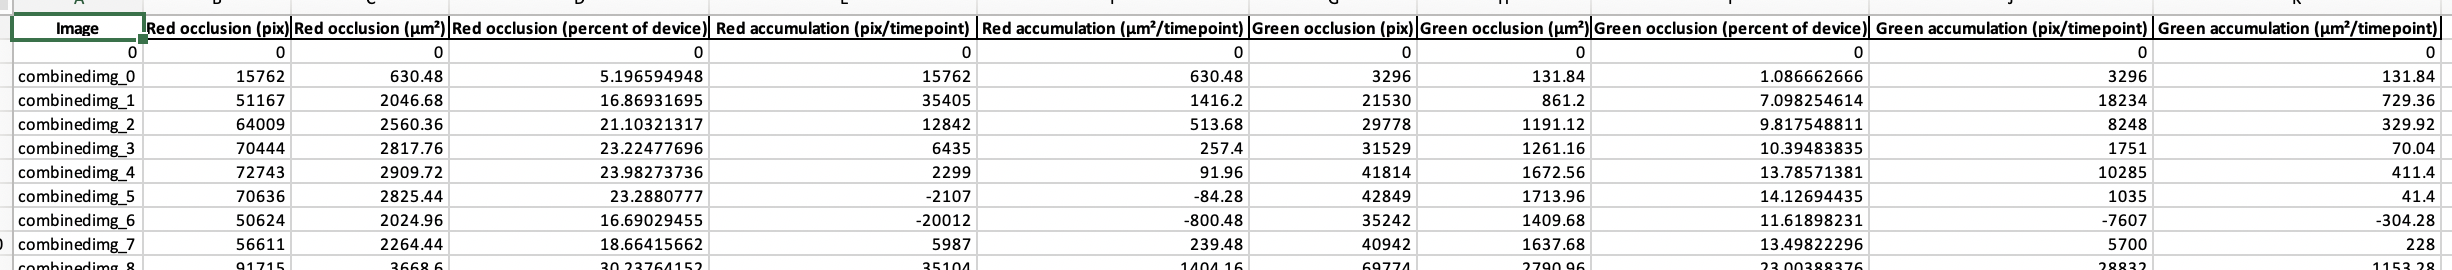 Image Red occlusion (pix) Red occlusion (µm²) Red occlusion (percent of device) Red accumulation (pix/timepoint) Red accumulation (µm²/timepoint) Green occlusion (pix) Green occlusion (µm²) Green occlusion (percent of device) Green accumulation (pix/timepoint) Green accumulation (µm²/timepoint)
0 0 0 0 0 0 0 0 0 0 0
combinedimg_0 15762 630.48 5.196594948 15762 630.48 3296 131.84 1.086662666 3296 131.84
combinedimg_1 51167 2046.68 16.86931695 35405 1416.2 21530 861.2 7.098254614 18234 729.36
combinedimg_2 64009 2560.36 21.10321317 12842 513.68 29778 1191.12 9.817548811 8248 329.92
combinedimg_3 70444 2817.76 23.22477696 6435 257.4 31529 1261.16 10.39483835 1751 70.04
combinedimg_4 72743 2909.72 23.98273736 2299 91.96 41814 1672.56 13.78571381 10285 411.4
combinedimg_5 70636 2825.44 23.2880777 -2107 -84.28 42849 1713.96 14.12694435 1035 41.4
combinedimg_6 50624 2024.96 16.69029455 -20012 -800.48 35242 1409.68 11.61898231 -7607 -304.28
combinedimg_7 56611 2264.44 18.66415662 5987 239.48 40942 1637.68 13.49822296 5700 228
combinedimg_8 91715 3668.6 30.23764152 35104 1404.16 69774 2790.96 23.00388376 28832 1153.28